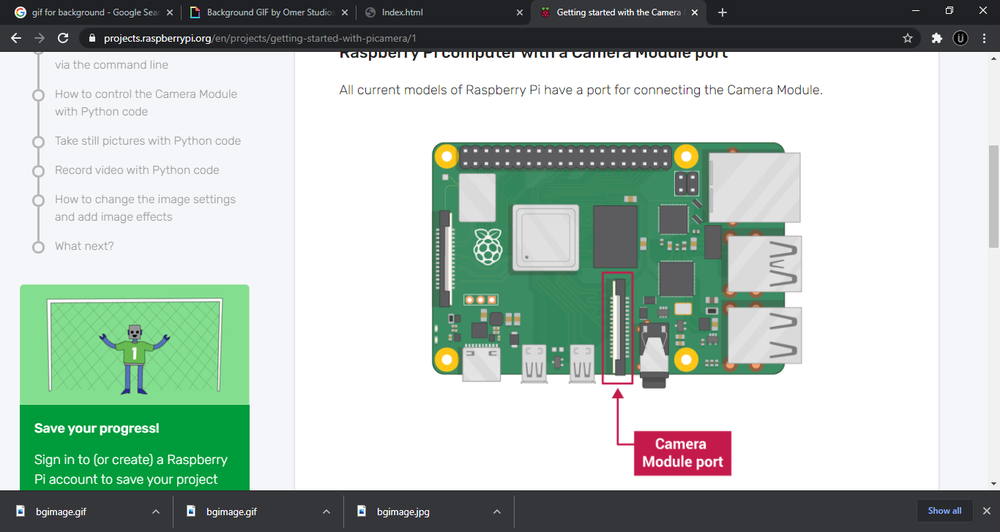 gif for background - Google Sear
Background GIF by Omer Studios
Index.html
Getting started with the Camera
projects.raspberrypi.org/en/projects/getting-started-with-picamera/1
Ü
via the command line
How to control the Camera Module
with Python code
Take still pictures with Python code
Record video with Python code
How to change the image settings
and add image effects
What next?
1
Save your progress!
Sign in to (or create) a Raspberry
Pi account to save your project
Raspberry Pi computer with a Camera Module port
All current models of Raspberry Pi have a port for connecting the Camera Module.
Camera
Module port
bgimage.gif
bgimage.gif
bgimage.jpg
Show all